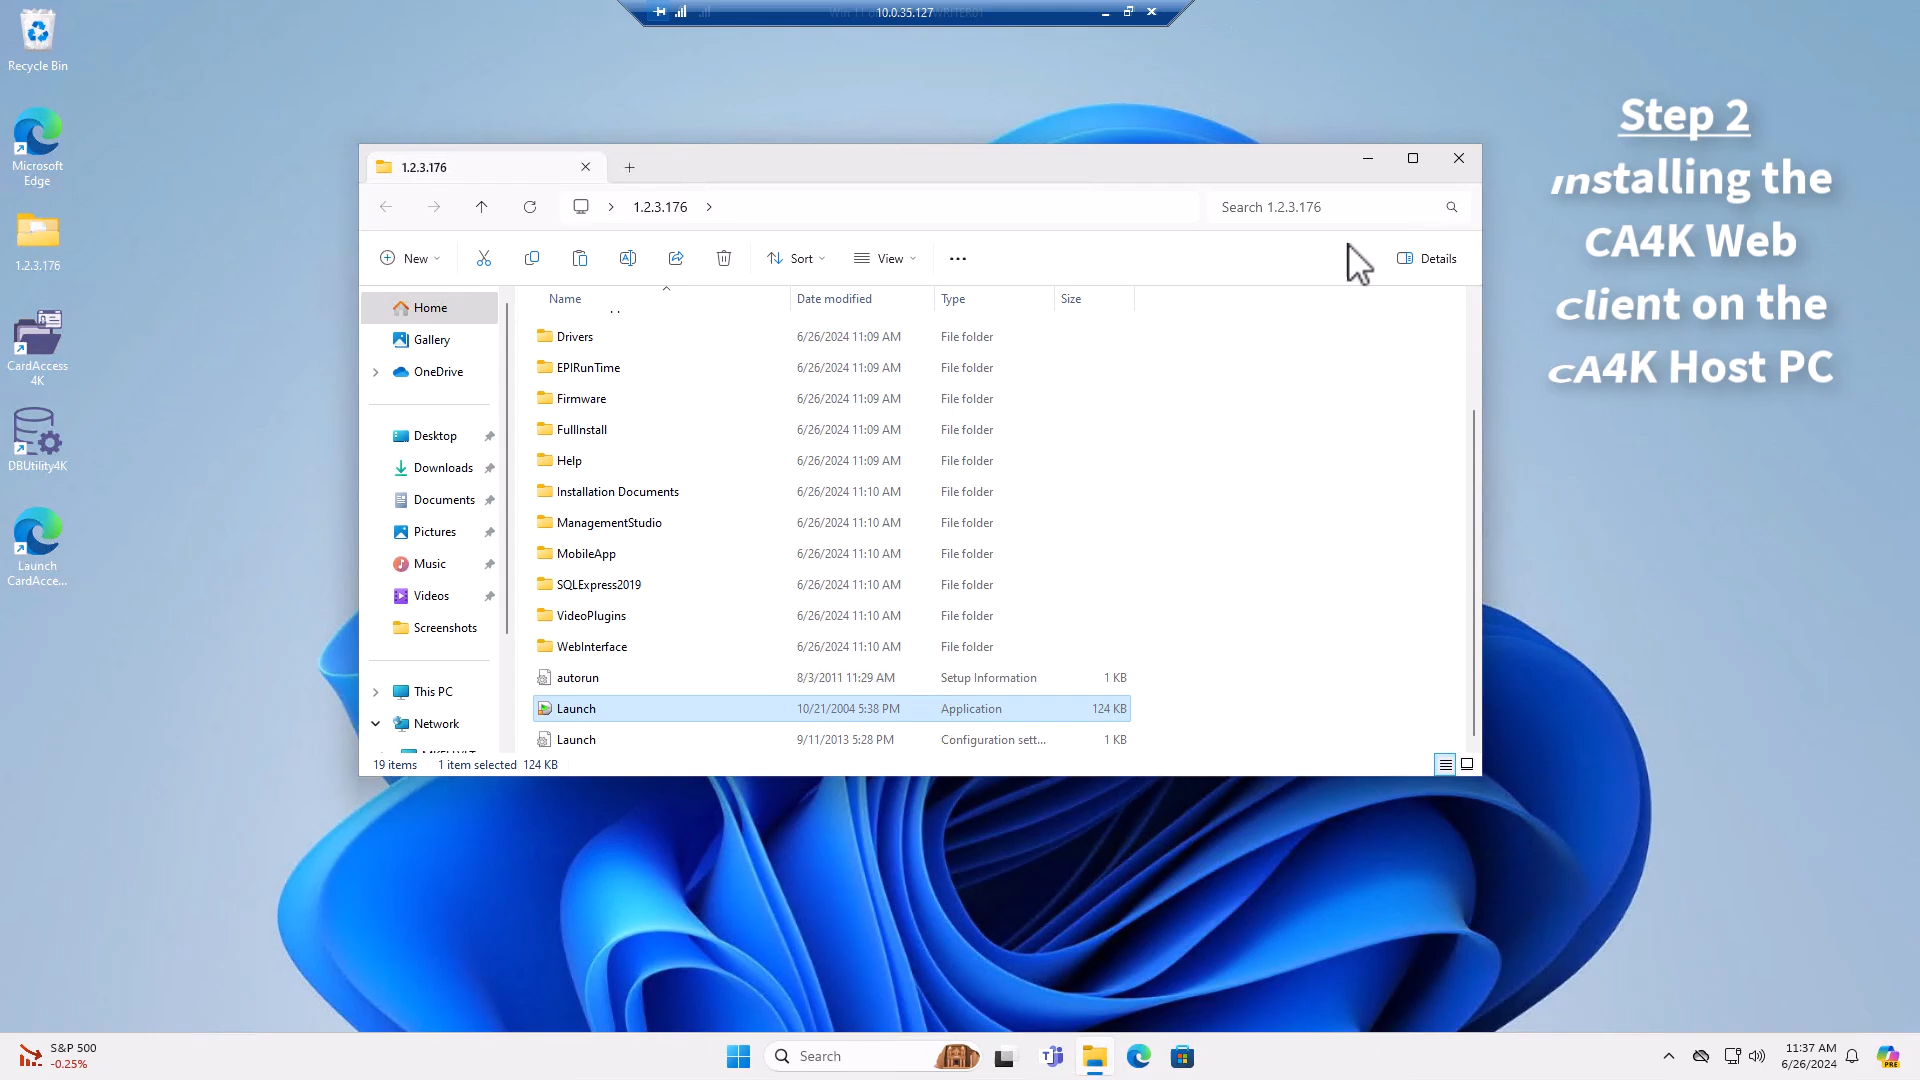 10.0.35.127
Recycle Bin
Microsoft
Edge
1.2.3.176
CardAccess
4K
DBUtility4K
Launch
CardAcce...
Step 2
Installing the
CA4K Web
Client on the
CA4K Host PC
1.2.3.176
1.2.3.176
Search 1.2.3.176
New
Sort
View
Details
Home
Gallery
OneDrive
Desktop
Downloads
Documents
Pictures
Music
Videos
Screenshots
This PC
Network
Name Date modified Type Size
Drivers 6/26/2024 11:09 AM File folder
EPIRunTime 6/26/2024 11:09 AM File folder
Firmware 6/26/2024 11:09 AM File folder
FullInstall 6/26/2024 11:09 AM File folder
Help 6/26/2024 11:09 AM File folder
Installation Documents 6/26/2024 11:10 AM File folder
ManagementStudio 6/26/2024 11:10 AM File folder
MobileApp 6/26/2024 11:10 AM File folder
SQLExpress2019 6/26/2024 11:10 AM File folder
VideoPlugins 6/26/2024 11:10 AM File folder
WebInterface 6/26/2024 11:10 AM File folder
autorun 8/3/2011 11:29 AM Setup Information 1 KB
Launch 10/21/2004 5:38 PM Application 124 KB
Launch 9/11/2013 5:28 PM Configuration sett... 1 KB
19 items 1 item selected 124 KB
S&P 500
-0.25%
Search
11:37 AM
6/26/2024
PRE